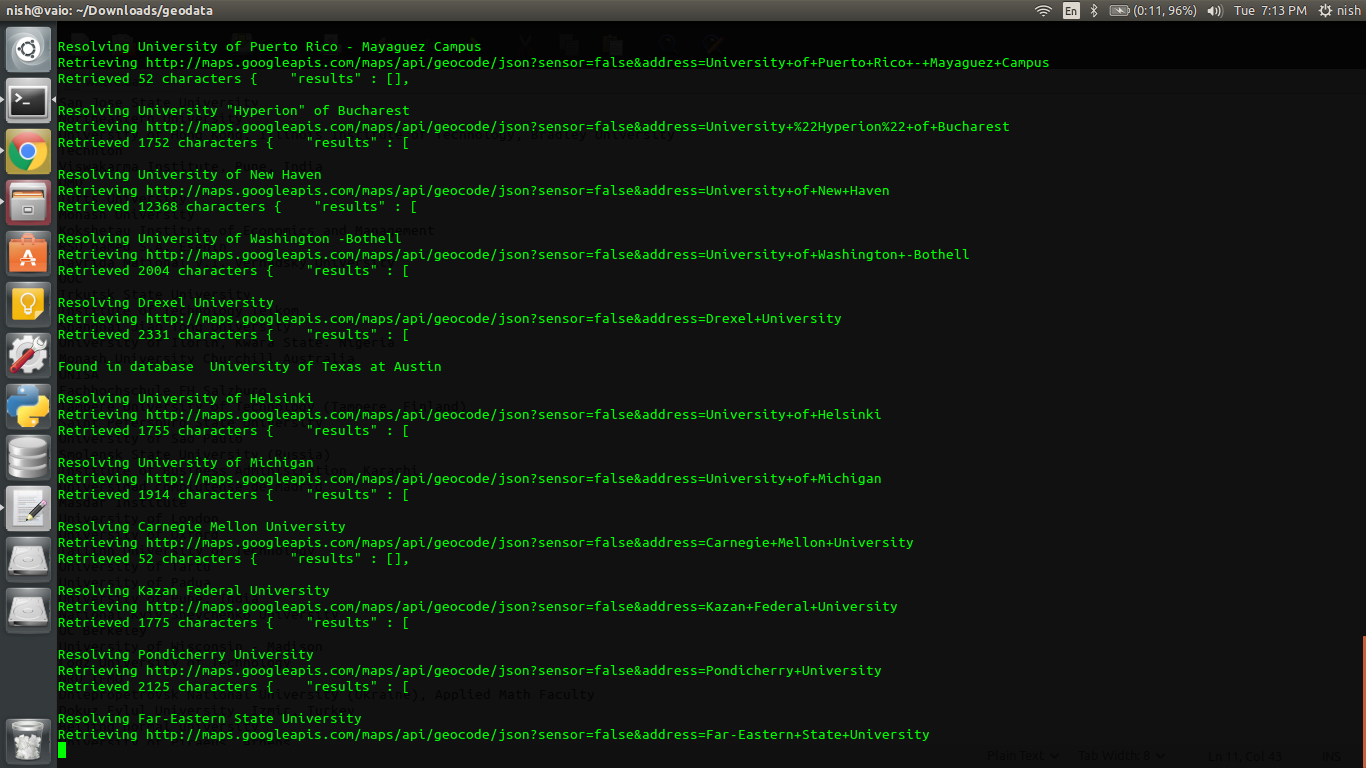 nish@vaio: ~/Downloads/geodata
En
(0:11, 96%)
Tue 7:13 PM
nish
Resolving University of Puerto Rico - Mayaguez Campus
Retrieving http://maps.googleapis.com/maps/api/geocode/json?sensor=false&address=University+of+Puerto+Rico+-+Mayaguez+Campus
Retrieved 52 characters {    "results" : [],
Resolving University "Hyperion" of Bucharest
Retrieving http://maps.googleapis.com/maps/api/geocode/json?sensor=false&address=University+%22Hyperion%22+of+Bucharest
Retrieved 1752 characters {    "results" : [
Resolving University of New Haven
Retrieving http://maps.googleapis.com/maps/api/geocode/json?sensor=false&address=University+of+New+Haven
Retrieved 12368 characters {    "results" : [
Resolving University of Washington -Bothell
Retrieving http://maps.googleapis.com/maps/api/geocode/json?sensor=false&address=University+of+Washington+-Bothell
Retrieved 2004 characters {    "results" : [
Resolving Drexel University
Retrieving http://maps.googleapis.com/maps/api/geocode/json?sensor=false&address=Drexel+University
Retrieved 2331 characters {    "results" : [
Found in database  University of Texas at Austin
Resolving University of Helsinki
Retrieving http://maps.googleapis.com/maps/api/geocode/json?sensor=false&address=University+of+Helsinki
Retrieved 1755 characters {    "results" : [
Resolving University of Michigan
Retrieving http://maps.googleapis.com/maps/api/geocode/json?sensor=false&address=University+of+Michigan
Retrieved 1914 characters {    "results" : [
Resolving Carnegie Mellon University
Retrieving http://maps.googleapis.com/maps/api/geocode/json?sensor=false&address=Carnegie+Mellon+University
Retrieved 52 characters {    "results" : [],
Resolving Kazan Federal University
Retrieving http://maps.googleapis.com/maps/api/geocode/json?sensor=false&address=Kazan+Federal+University
Retrieved 1775 characters {    "results" : [
Resolving Pondicherry University
Retrieving http://maps.googleapis.com/maps/api/geocode/json?sensor=false&address=Pondicherry+University
Retrieved 2125 characters {    "results" : [
Resolving Far-Eastern State University
Retrieving http://maps.googleapis.com/maps/api/geocode/json?sensor=false&address=Far-Eastern+State+University
Plain Text
Tab Width: 8
Ln 11, Col 43
INS